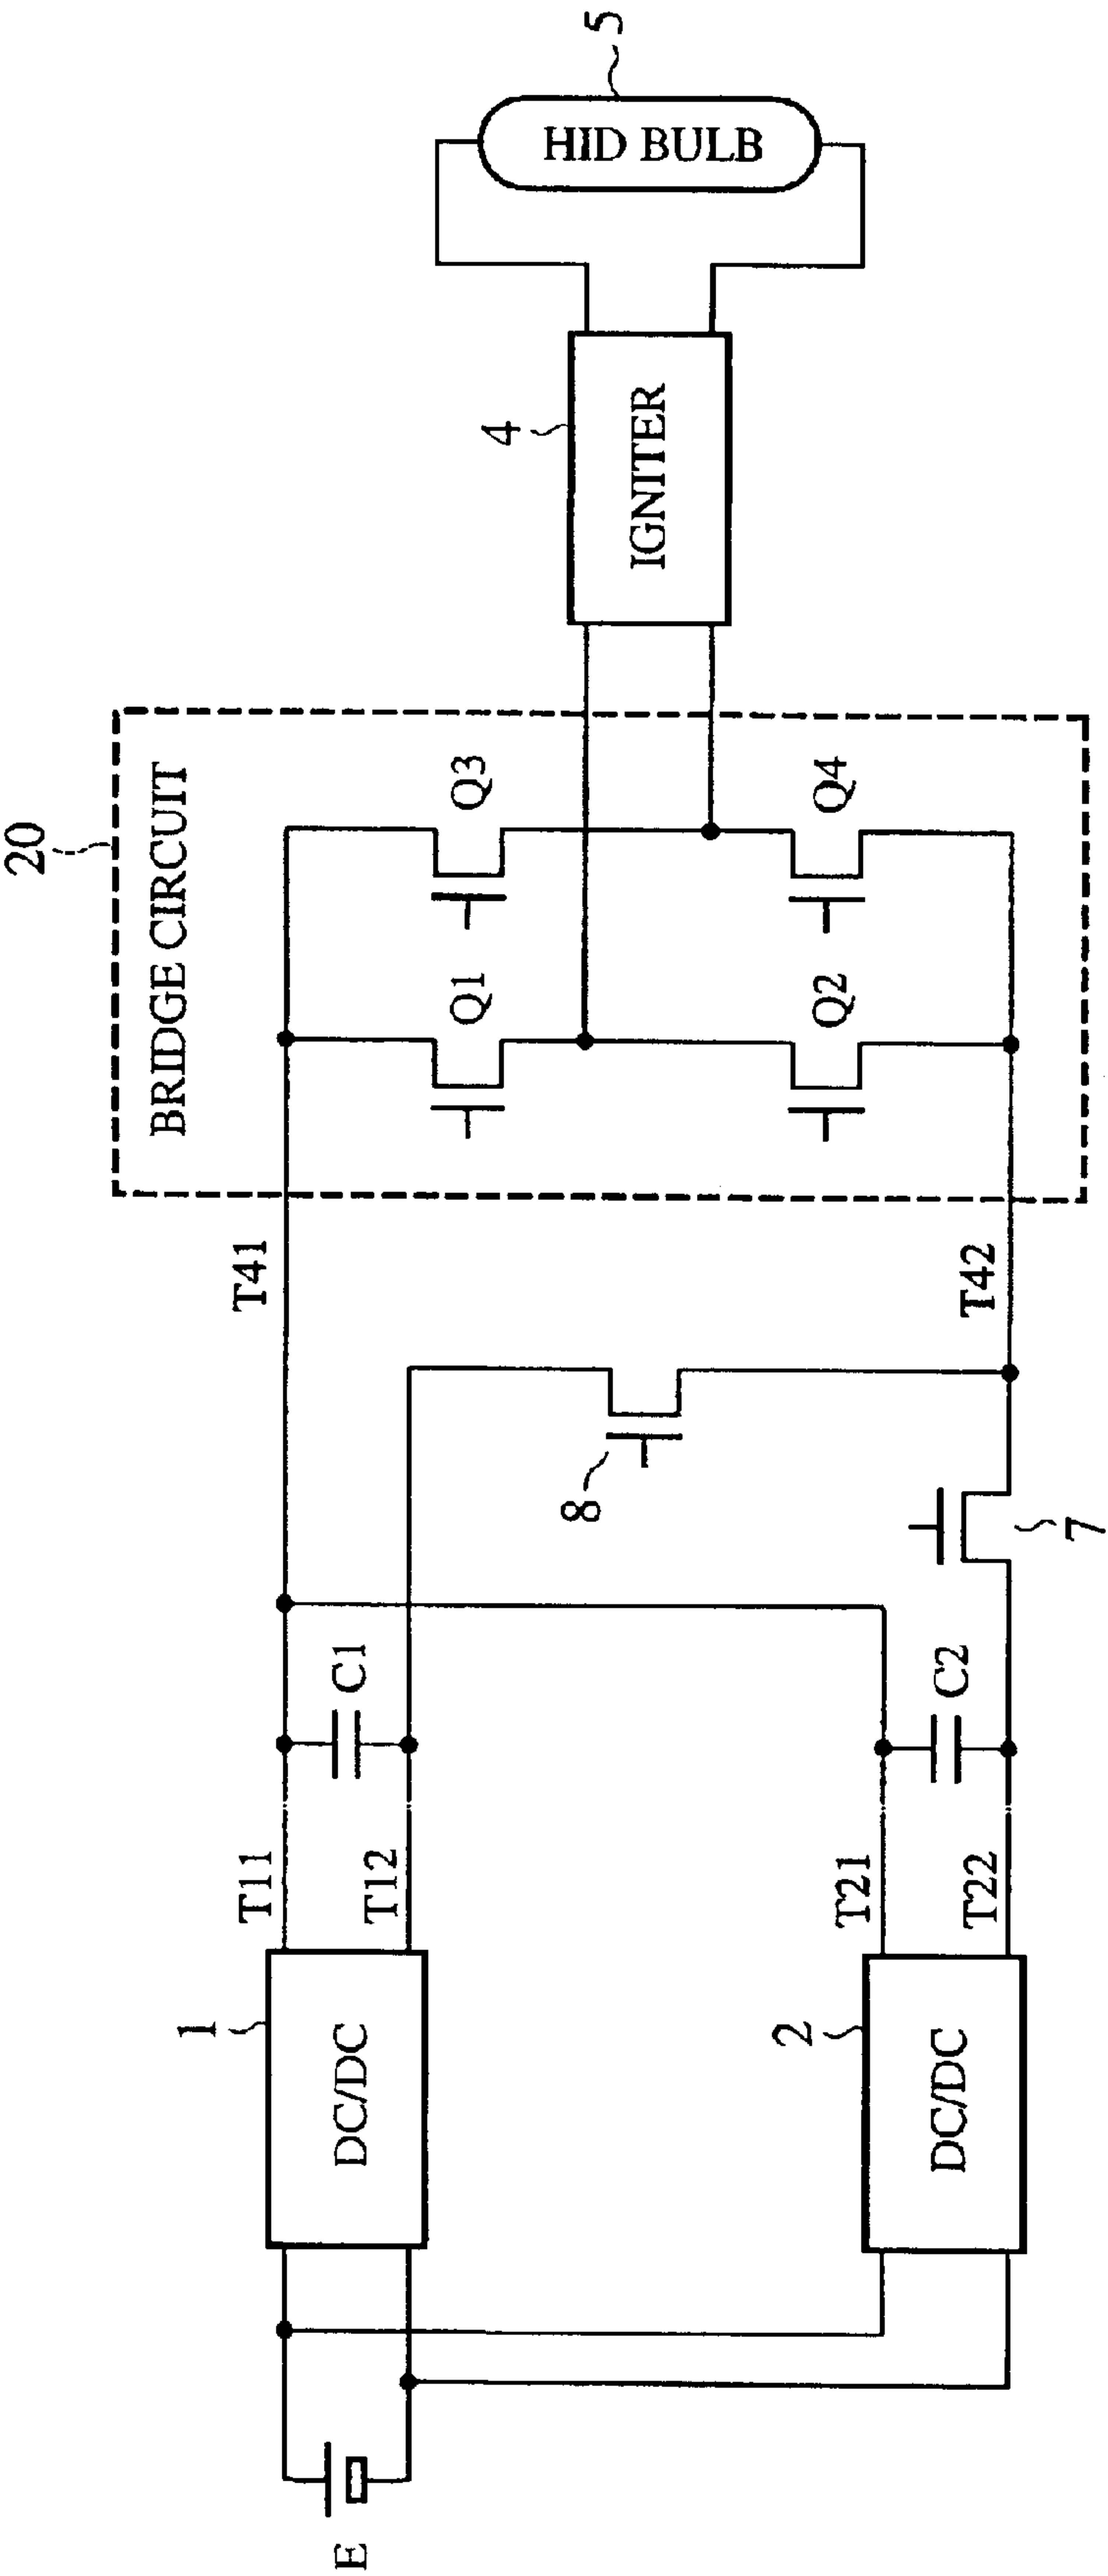 20
BRIDGE CIRCUIT
T41
Q1
Q3
5
HID BULB
4
IGNITER
1
DC/DC
T11
T12
C1
8
E
Q2
Q4
2
DC/DC
T21
T22
C2
7
T42